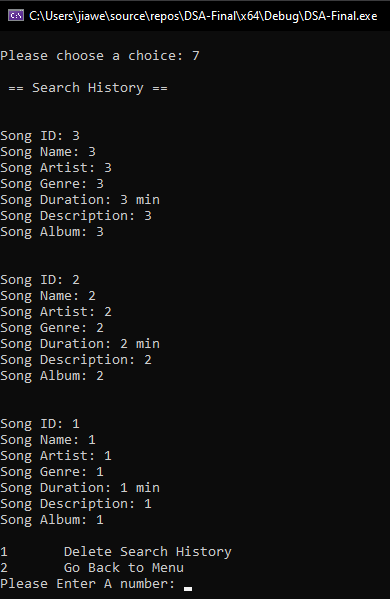 C:\Users\jiawe\source\repos\DSA-Final\x64\Debug\DSA-Final.exe
Please choose a choice: 7
== Search History ==
Song ID: 3
Song Name: 3
Song Artist: 3
Song Genre: 3
Song Duration: 3 min
Song Description: 3
Song Album: 3
Song ID: 2
Song Name: 2
Song Artist: 2
Song Genre: 2
Song Duration: 2 min
Song Description: 2
Song Album: 2
Song ID: 1
Song Name: 1
Song Artist: 1
Song Genre: 1
Song Duration: 1 min
Song Description: 1
Song Album: 1
1 Delete Search History
2 Go Back to Menu
Please Enter A number: